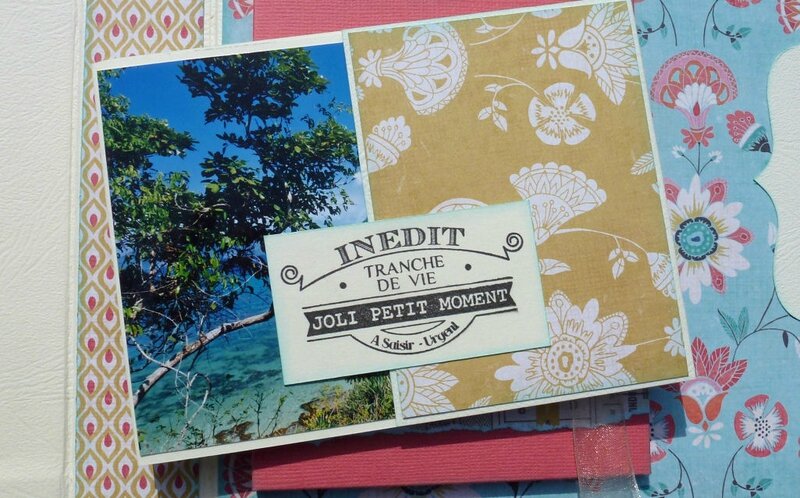 INEDIT
TRANCHE
DE VIE
JOLI PETIT MOMENT
A Saisir - Urgent